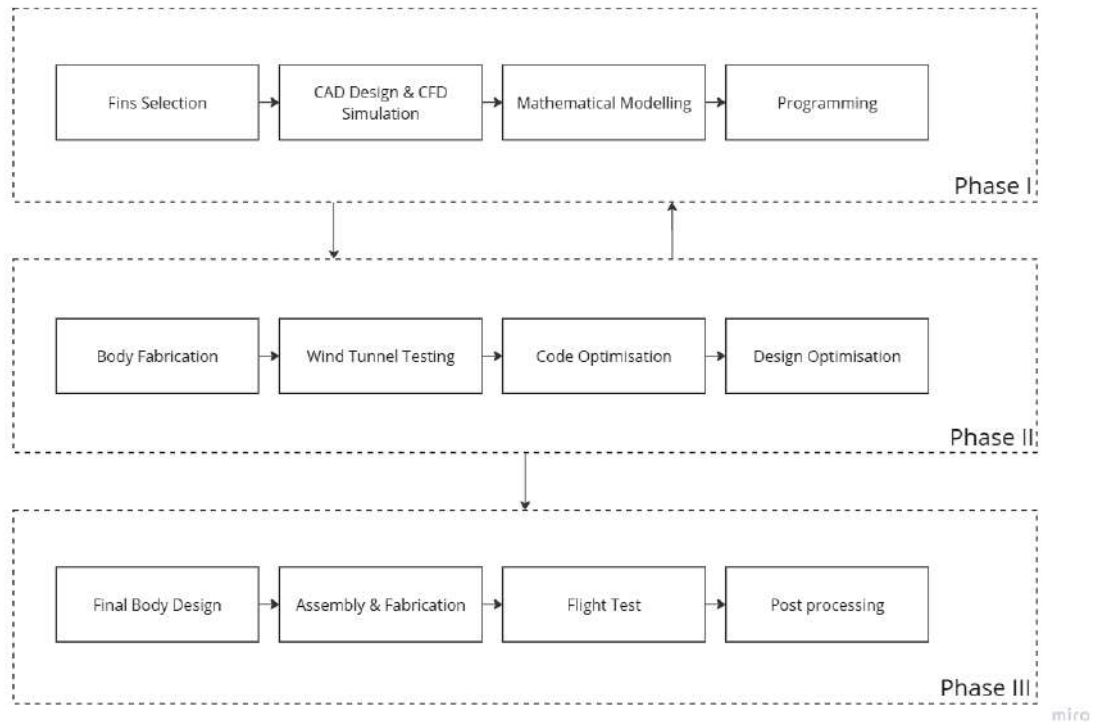 Fins Selection
CAD Design & CFD
Simulation
Mathematical Modelling
Programming
Phase I
Body Fabrication
Wind Tunnel Testing
Code Optimisation
Design Optimisation
Phase II
Final Body Design
Assembly & Fabrication
Flight Test
Post processing
Phase III
miro